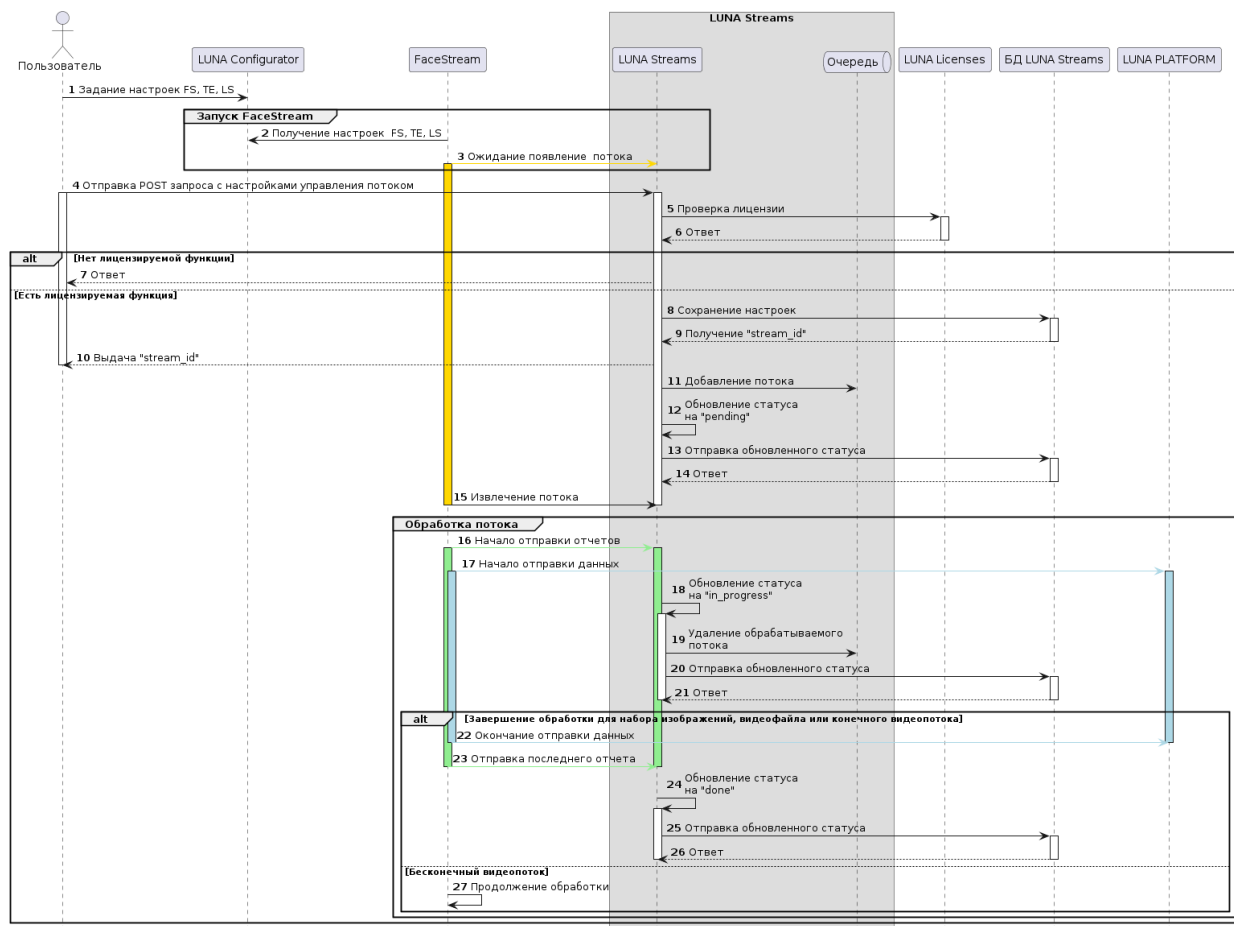 LUNA Streams
Пользователь
LUNA Configurator
FaceStream
LUNA Streams
Очередь
LUNA Licenses
БД LUNA Streams
LUNA PLATFORM
1 Задание настроек FS, TE, LS
Запуск FaceStream
2 Получение настроек FS, TE, LS
3 Ожидание появление потока
4 Отправка POST запроса с настройками управления потоком
5 Проверка лицензии
6 Ответ
alt [Нет лицензируемой функции]
7 Ответ
[Есть лицензируемая функция]
8 Сохранение настроек
9 Получение "stream_id"
10 Выдача "stream_id"
11 Добавление потока
12 Обновление статуса
на "pending"
13 Отправка обновленного статуса
14 Ответ
15 Извлечение потока
Обработка потока
16 Начало отправки отчетов
17 Начало отправки данных
18 Обновление статуса
на "in_progress"
19 Удаление обрабатываемого
потока
20 Отправка обновленного статуса
21 Ответ
alt [Завершение обработки для набора изображений, видеофайла или конечного видеопотока]
22 Окончание отправки данных
23 Отправка последнего отчета
24 Обновление статуса
на "done"
25 Отправка обновленного статуса
26 Ответ
[Бесконечный видеопоток]
27 Продолжение обработки